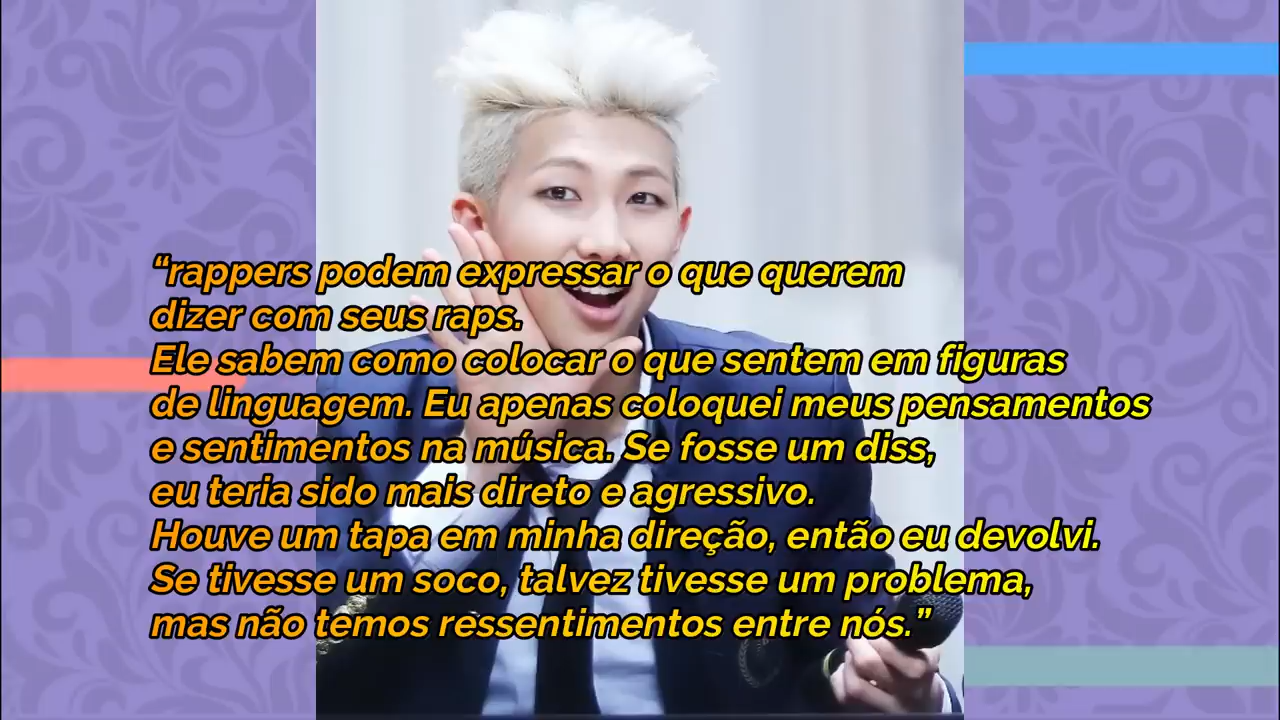 “rappers podem expressar o que querem
dizer com seus raps.
Ele sabem como colocar o que sentem em figuras
de linguagem. Eu apenas coloquei meus pensamentos
e sentimentos na música. Se fosse um diss,
eu teria sido mais direto e agressivo.
Houve um tapa em minha direção, então eu devolvi.
Se tivesse um soco, talvez tivesse um problema,
mas não temos ressentimentos entre nós.”